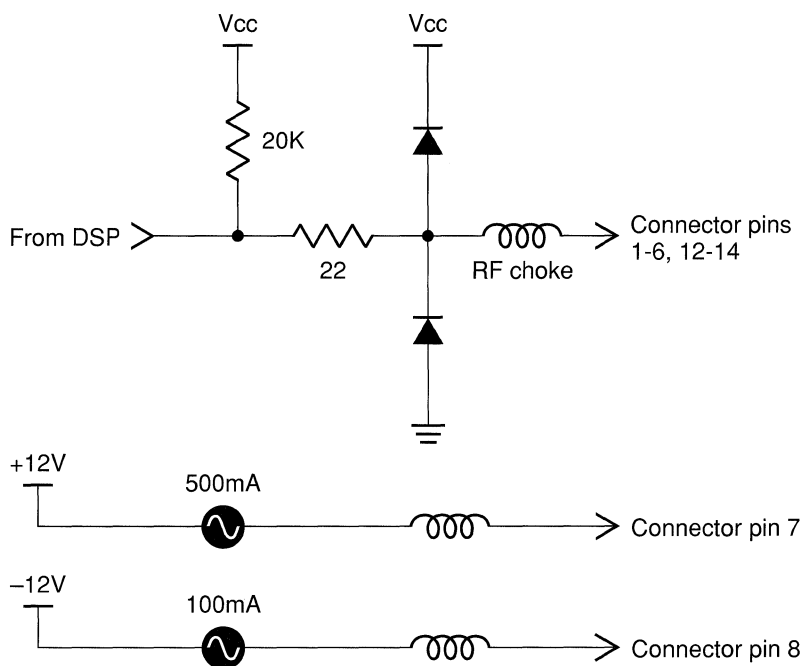 Vcc
Vcc
20K
From DSP
22
RF choke
Connector pins
1-6, 12-14
+12V
500mA
Connector pin 7
–12V
100mA
Connector pin 8